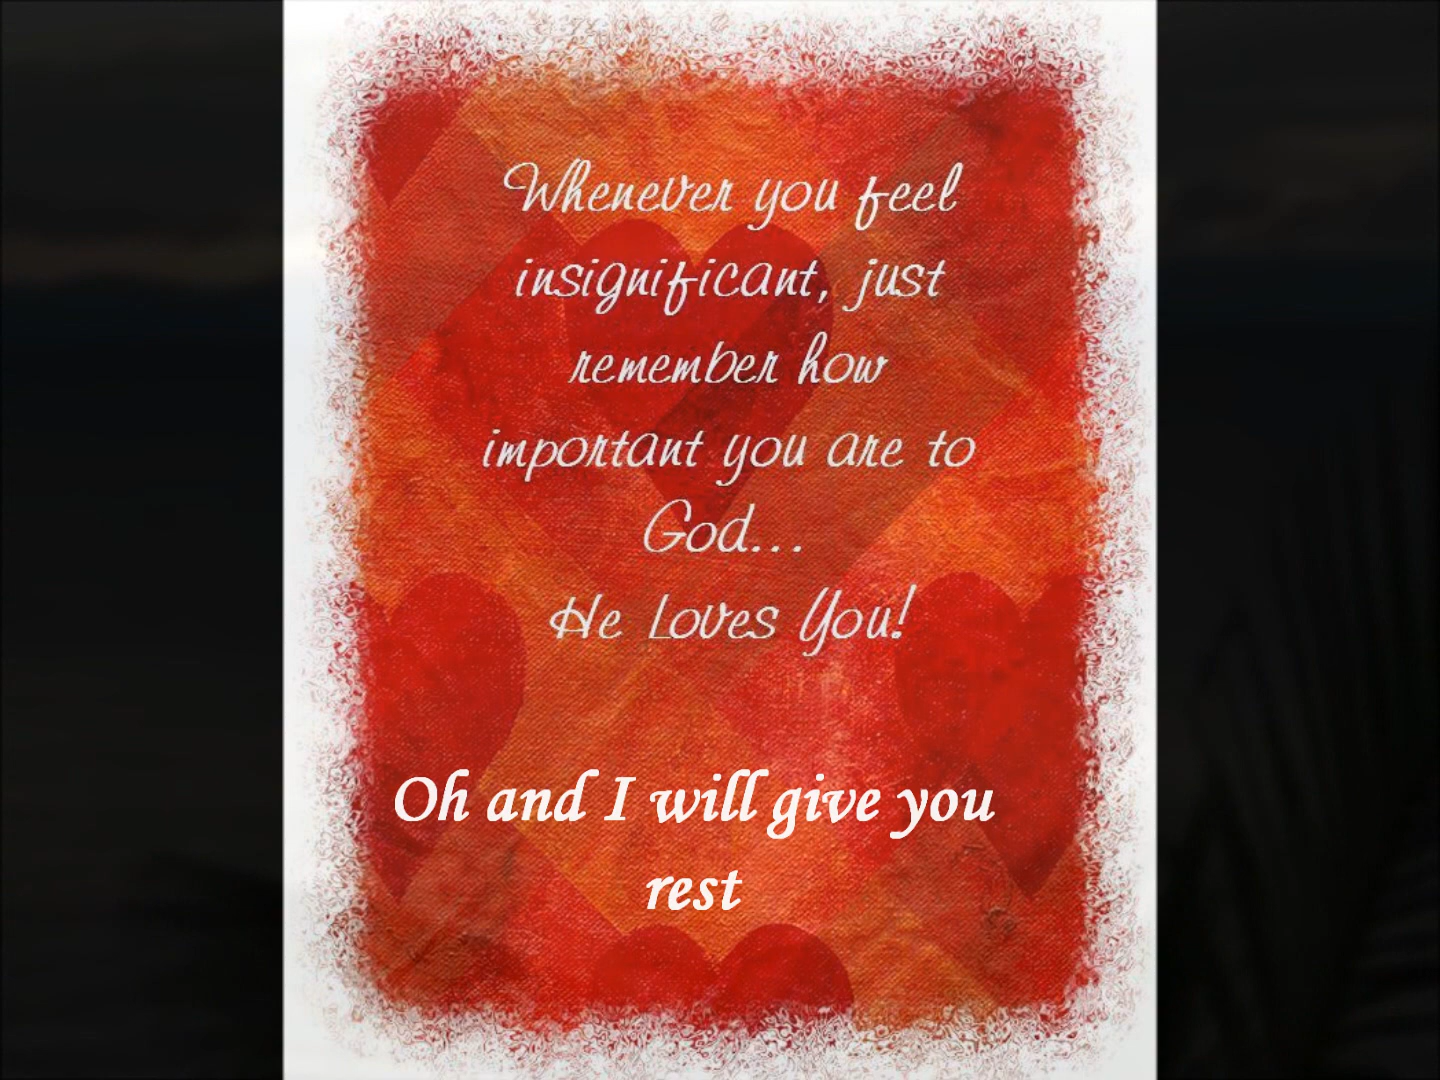 Whenever you feel
insignificant, just
remember how
important you are to
God...
He Loves You!
Oh and I will give you
rest